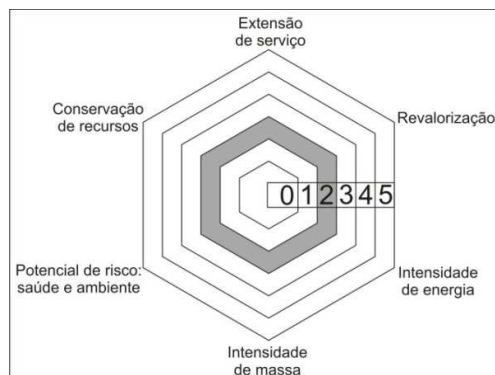 Extensão
de serviço
Conservação
de recursos
Revalorização
0 1 2 3 4 5
Potencial de risco:
saúde e ambiente
Intensidade
de energia
Intensidade
de massa